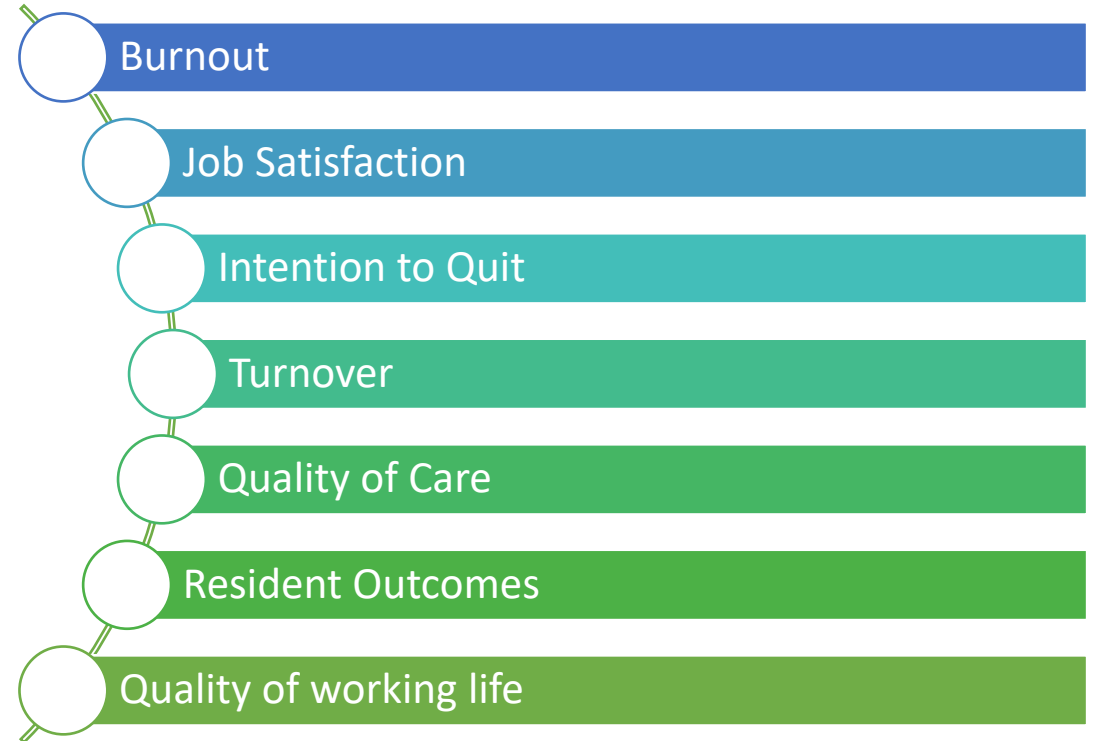 Burnout
Job Satisfaction
Intention to Quit
Turnover
Quality of Care
Resident Outcomes
Quality of working life